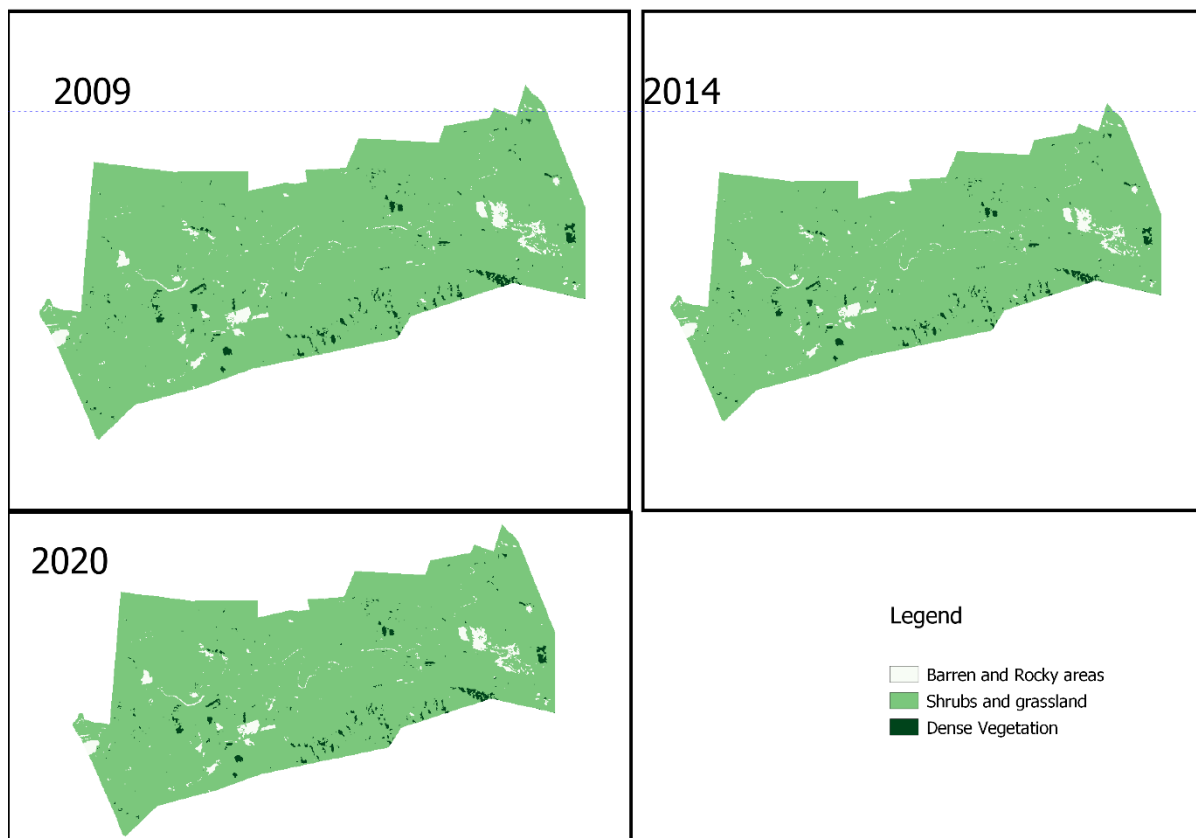 2009
2014
2020
Legend
Barren and Rocky areas
Shrubs and grassland
Dense Vegetation